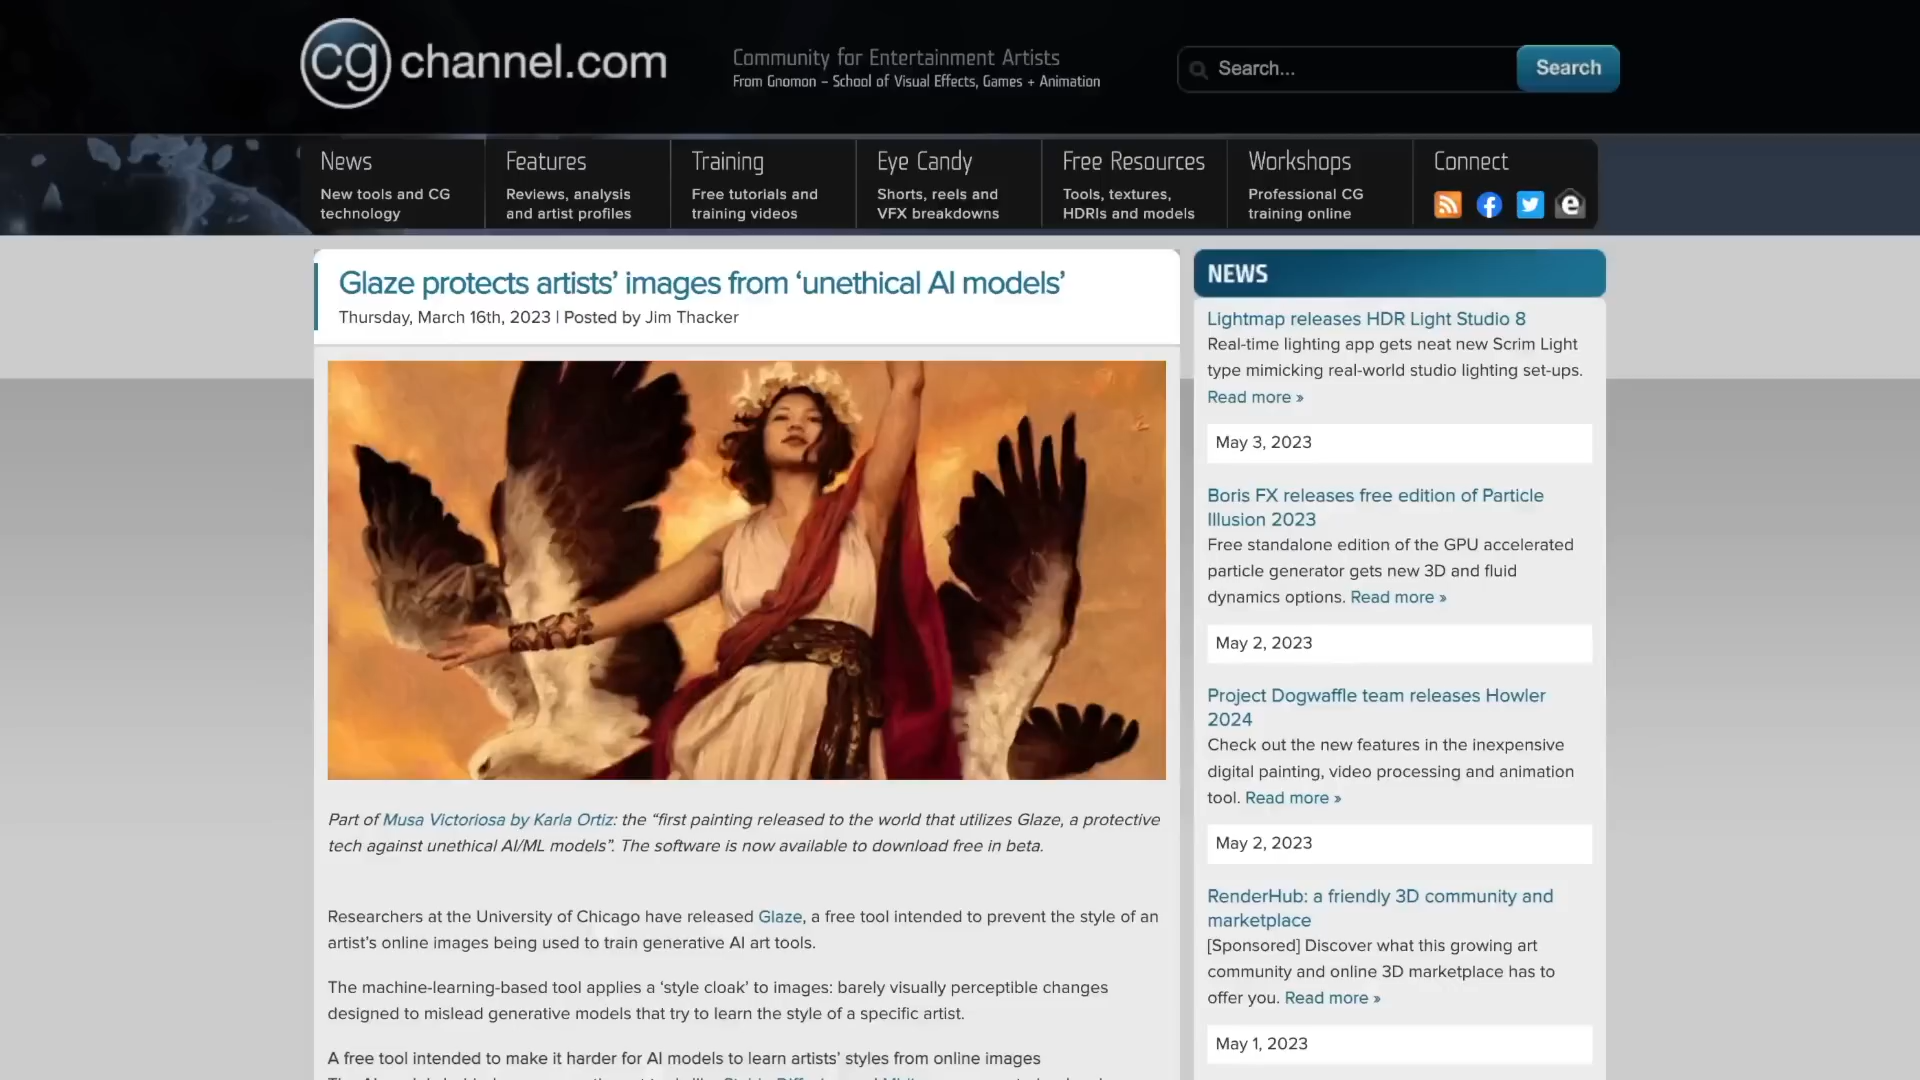 cg channel.com
Community for Entertainment Artists
From Gnomon – School of Visual Effects, Games + Animation
Search...
Search
News
New tools and CG
technology
Features
Reviews, analysis
and artist profiles
Training
Free tutorials and
training videos
Eye Candy
Shorts, reels and
VFX breakdowns
Free Resources
Tools, textures,
HDRIs and models
Workshops
Professional CG
training online
Connect
Glaze protects artists’ images from ‘unethical AI models’
Thursday, March 16th, 2023 | Posted by Jim Thacker
Part of Musa Victoriosa by Karla Ortiz: the “first painting released to the world that utilizes Glaze, a protective
tech against unethical AI/ML models”. The software is now available to download free in beta.
Researchers at the University of Chicago have released Glaze, a free tool intended to prevent the style of an
artist’s online images being used to train generative AI art tools.
The machine-learning-based tool applies a ‘style cloak’ to images: barely visually perceptible changes
designed to mislead generative models that try to learn the style of a specific artist.
A free tool intended to make it harder for AI models to learn artists’ styles from online images
NEWS
Lightmap releases HDR Light Studio 8
Real-time lighting app gets neat new Scrim Light
type mimicking real-world studio lighting set-ups.
Read more »
May 3, 2023
Boris FX releases free edition of Particle
Illusion 2023
Free standalone edition of the GPU accelerated
particle generator gets new 3D and fluid
dynamics options. Read more »
May 2, 2023
Project Dogwaffle team releases Howler
2024
Check out the new features in the inexpensive
digital painting, video processing and animation
tool. Read more »
May 2, 2023
RenderHub: a friendly 3D community and
marketplace
[Sponsored] Discover what this growing art
community and online 3D marketplace has to
offer you. Read more »
May 1, 2023